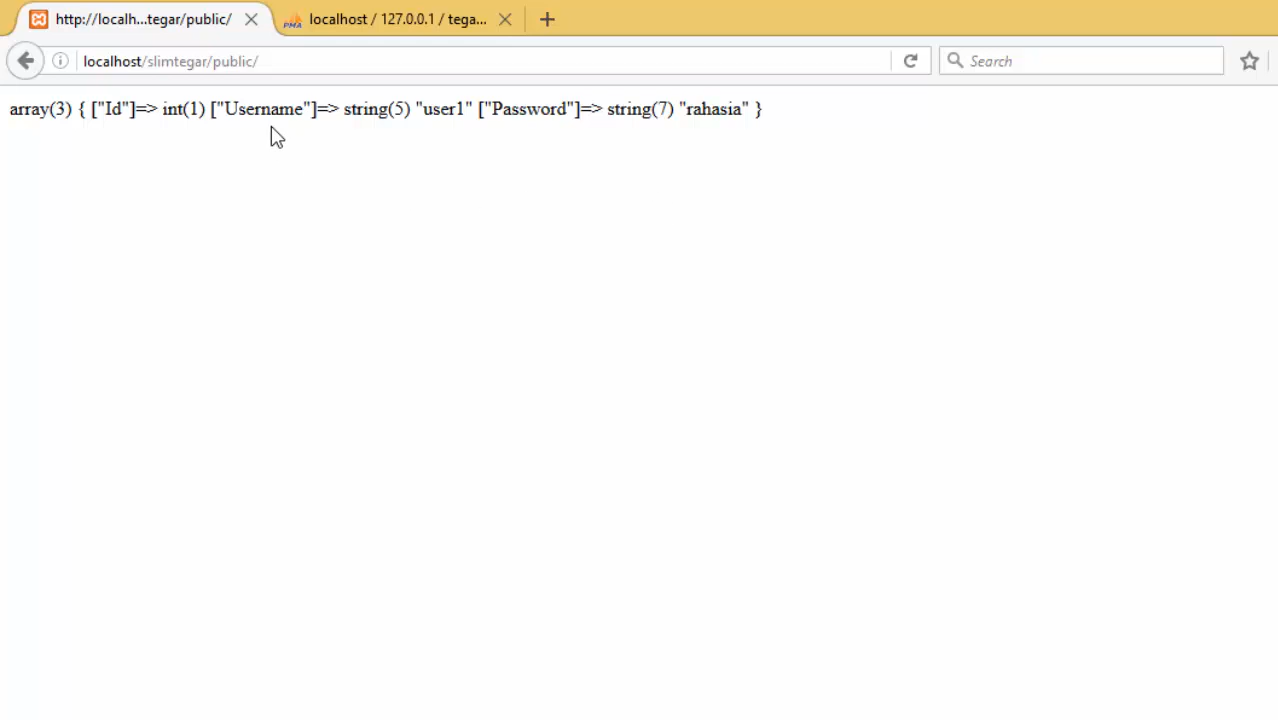 http://localh...tegar/public/
localhost / 127.0.0.1 / tega...
localhost/slimtegar/public/
Search
array(3) { ["Id"]=> int(1) ["Username"]=> string(5) "user1" ["Password"]=> string(7) "rahasia" }